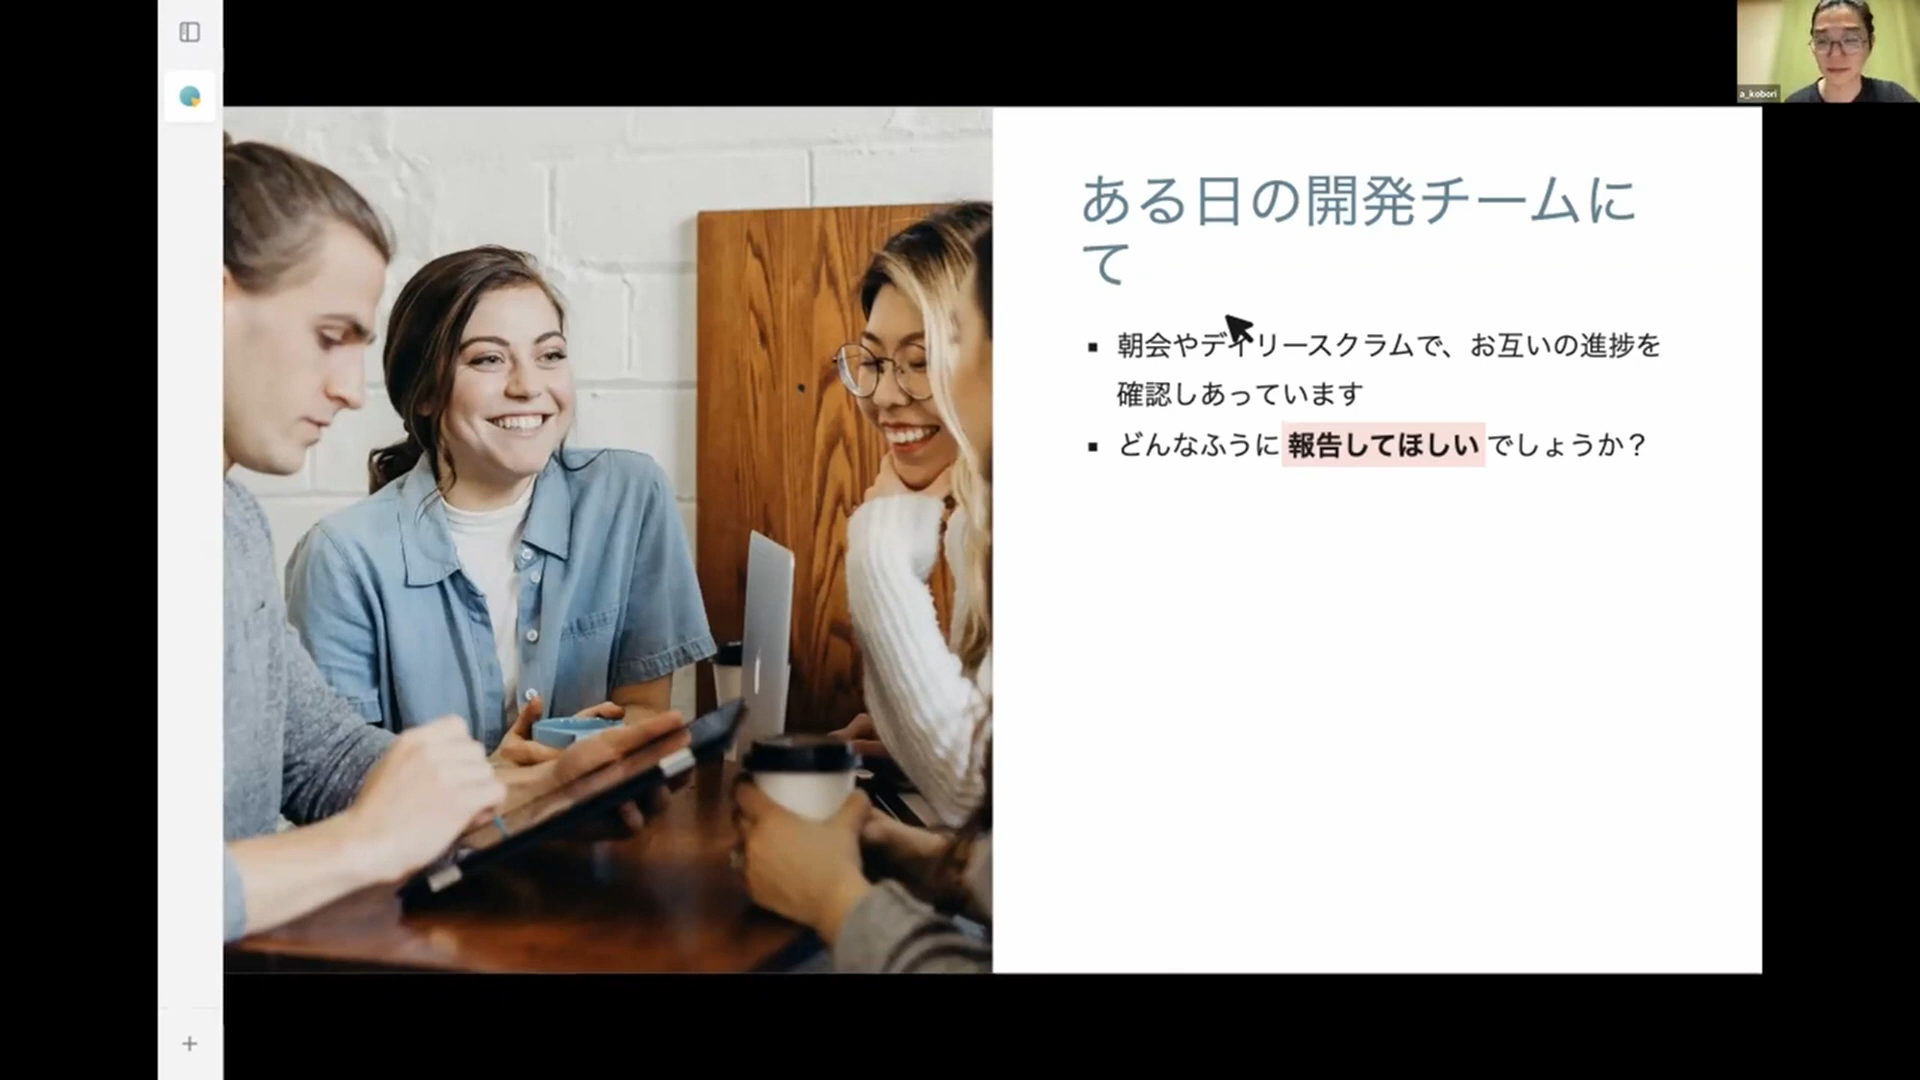 a_kobori
ある日の開発チームに
て
▪ 朝会やデイリースクラムで、お互いの進捗を
確認しあっています
▪ どんなふうに 報告してほしい でしょうか？